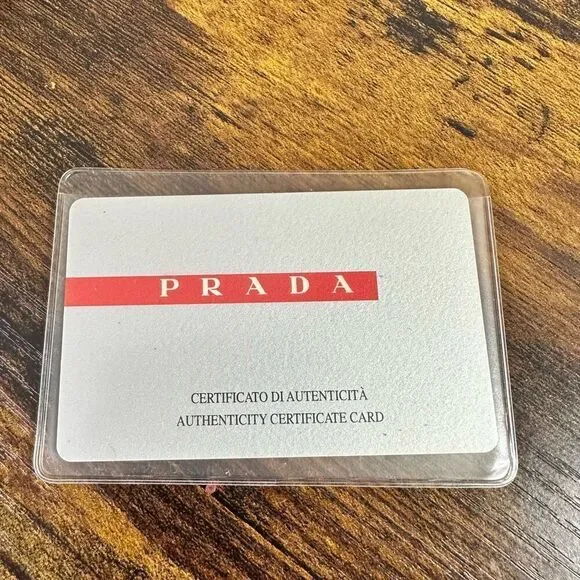 PRADA
CERTIFICATO DI AUTENTICITÀ
AUTHENTICITY CERTIFICATE CARD